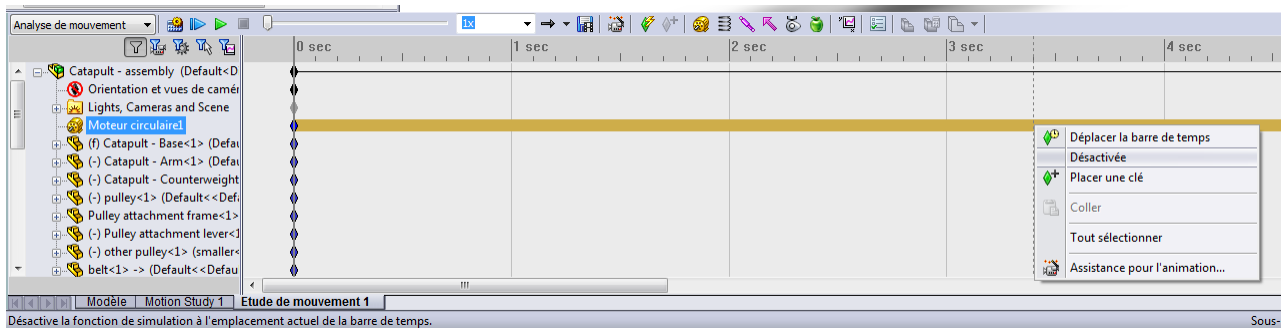 Analyse de mouvement
1x
0 sec
1 sec
2 sec
3 sec
4 sec
Catapult - assembly (Default<D
Orientation et vues de camér
Lights, Cameras and Scene
Moteur circulaire1
(f) Catapult - Base<1> (Defau
(-) Catapult - Arm<1> (Defau
(-) Catapult - Counterweight
(-) pulley<1> (Default<<Def
Pulley attachment frame<1>
(-) Pulley attachment lever<1
(-) other pulley<1> (smaller<
belt<1> -> (Default<<Defau
Déplacer la barre de temps
Désactivée
Placer une clé
Coller
Tout sélectionner
Assistance pour l'animation...
Modèle
Motion Study 1
Etude de mouvement 1
Désactive la fonction de simulation à l'emplacement actuel de la barre de temps.
Sous-